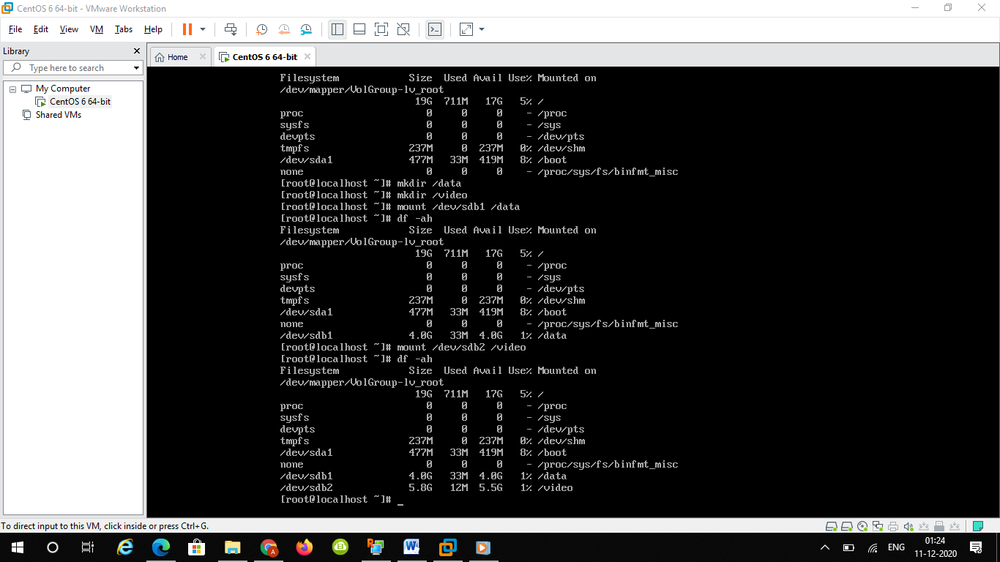 CentOS 6 64-bit - VMware Workstation
File Edit View VM Tabs Help
Library
Type here to search
My Computer
CentOS 6 64-bit
Shared VMs
Home
CentOS 6 64-bit
Filesystem Size Used Avail Use% Mounted on
/dev/mapper/VolGroup-lv_root
19G 711M 17G 5% /
proc 0 0 0 - /proc
sysfs 0 0 0 - /sys
devpts 0 0 0 - /dev/pts
tmpfs 237M 0 237M 0% /dev/shm
/dev/sda1 477M 33M 419M 8% /boot
none 0 0 0 - /proc/sys/fs/binfmt_misc
[root@localhost ~]# mkdir /data
[root@localhost ~]# mkdir /video
[root@localhost ~]# mount /dev/sdb1 /data
[root@localhost ~]# df -ah
Filesystem Size Used Avail Use% Mounted on
/dev/mapper/VolGroup-lv_root
19G 711M 17G 5% /
proc 0 0 0 - /proc
sysfs 0 0 0 - /sys
devpts 0 0 0 - /dev/pts
tmpfs 237M 0 237M 0% /dev/shm
/dev/sda1 477M 33M 419M 8% /boot
none 0 0 0 - /proc/sys/fs/binfmt_misc
/dev/sdb1 4.0G 33M 4.0G 1% /data
[root@localhost ~]# mount /dev/sdb2 /video
[root@localhost ~]# df -ah
Filesystem Size Used Avail Use% Mounted on
/dev/mapper/VolGroup-lv_root
19G 711M 17G 5% /
proc 0 0 0 - /proc
sysfs 0 0 0 - /sys
devpts 0 0 0 - /dev/pts
tmpfs 237M 0 237M 0% /dev/shm
/dev/sda1 477M 33M 419M 8% /boot
none 0 0 0 - /proc/sys/fs/binfmt_misc
/dev/sdb1 4.0G 33M 4.0G 1% /data
/dev/sdb2 5.8G 12M 5.5G 1% /video
[root@localhost ~]# _
To direct input to this VM, click inside or press Ctrl+G.
ENG
01:24
11-12-2020